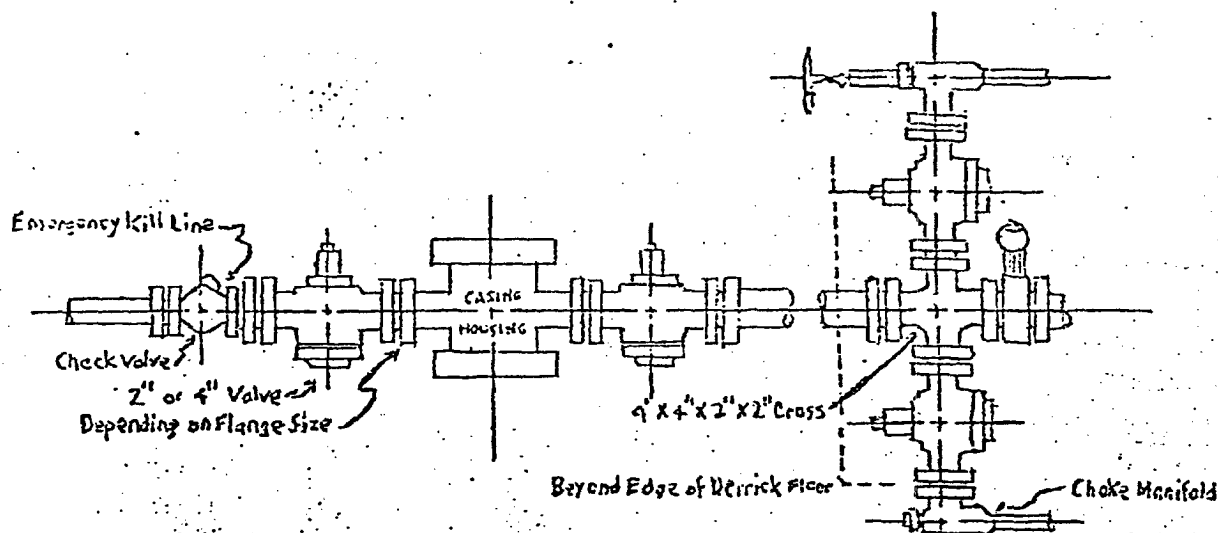 Emergency Kill Line
CASING
HOUSING
Check Valve
2" or 4" Valve
Depending on Flange Size
4" X 4" X 2" X 2" Cross
Beyond Edge of Derrick Floor
Choke Manifold